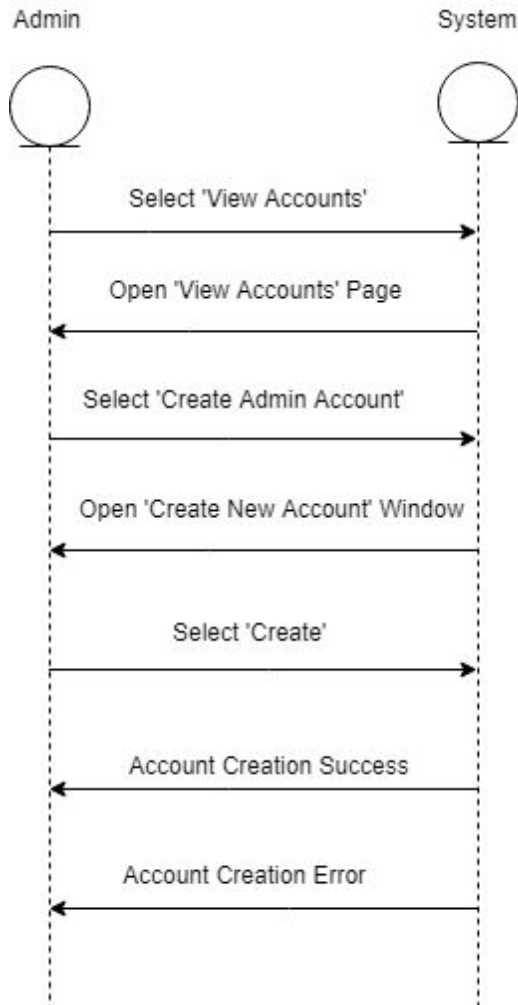 Admin
System
Select 'View Accounts'
Open 'View Accounts' Page
Select 'Create Admin Account'
Open 'Create New Account' Window
Select 'Create'
Account Creation Success
Account Creation Error